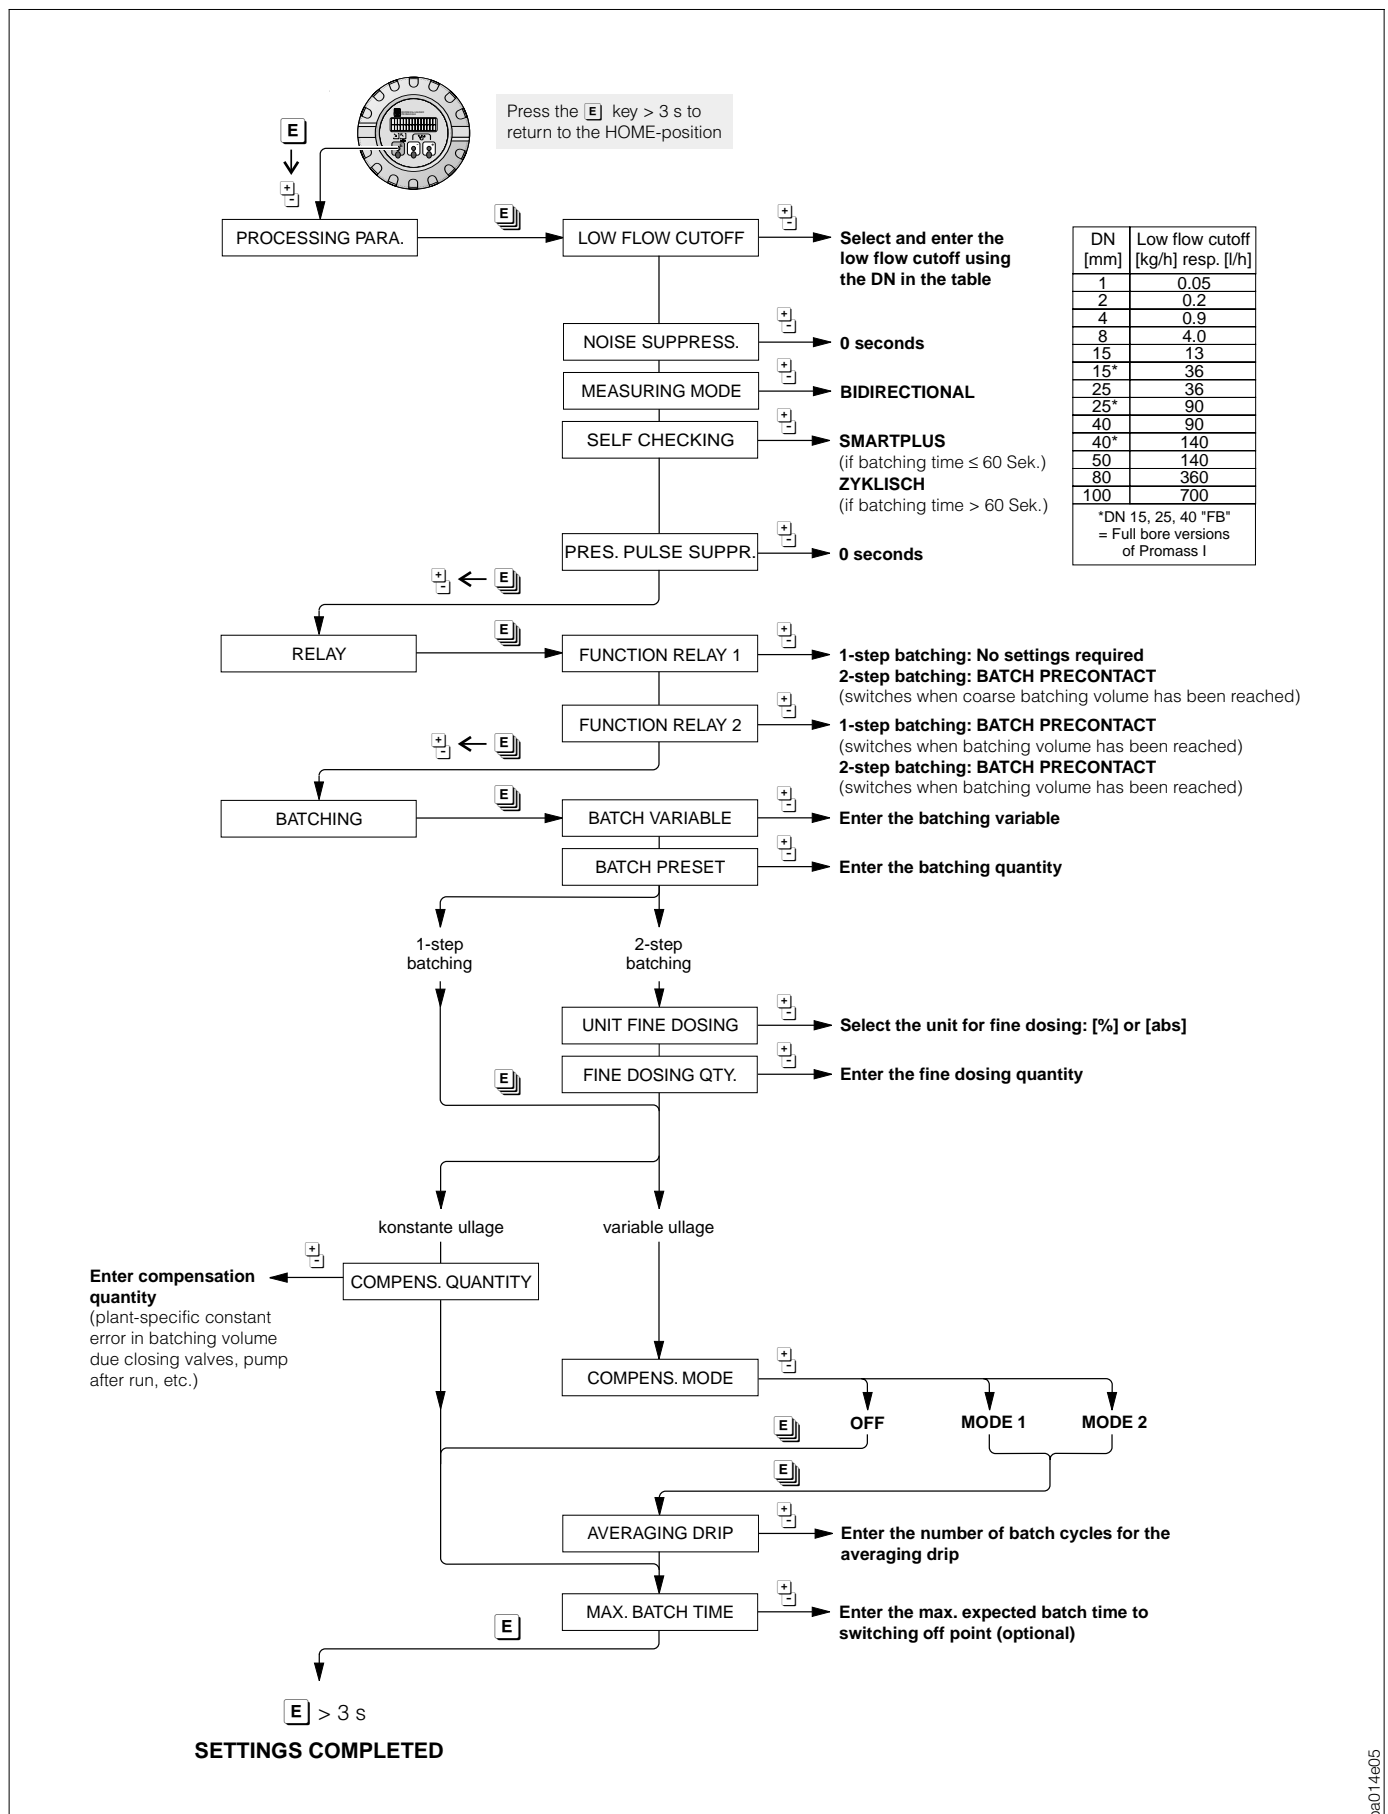 Press the E key > 3 s to
return to the HOME-position
E
+
-
PROCESSING PARA.
E
LOW FLOW CUTOFF
+
-
Select and enter the
low flow cutoff using
the DN in the table
DN Low flow cutoff
[mm] [kg/h] resp. [l/h]
1 0.05
2 0.2
4 0.9
8 4.0
15 13
15* 36
25 36
25* 90
40 90
40* 140
50 140
80 360
100 700
*DN 15, 25, 40 "FB"
= Full bore versions
of Promass I
NOISE SUPPRESS.
+
-
0 seconds
MEASURING MODE
+
-
BIDIRECTIONAL
SELF CHECKING
+
-
SMARTPLUS
(if batching time ≤ 60 Sek.)
ZYKLISCH
(if batching time > 60 Sek.)
PRES. PULSE SUPPR.
+
-
0 seconds
+
-
E
RELAY
E
FUNCTION RELAY 1
+
-
1-step batching: No settings required
2-step batching: BATCH PRECONTACT
(switches when coarse batching volume has been reached)
FUNCTION RELAY 2
+
-
1-step batching: BATCH PRECONTACT
(switches when batching volume has been reached)
2-step batching: BATCH PRECONTACT
(switches when batching volume has been reached)
+
-
E
BATCHING
E
BATCH VARIABLE
+
-
Enter the batching variable
BATCH PRESET
+
-
Enter the batching quantity
1-step
batching
2-step
batching
UNIT FINE DOSING
+
-
Select the unit for fine dosing: [%] or [abs]
E
FINE DOSING QTY.
+
-
Enter the fine dosing quantity
konstante ullage
variable ullage
Enter compensation
quantity
(plant-specific constant
error in batching volume
due closing valves, pump
after run, etc.)
+
-
COMPENS. QUANTITY
COMPENS. MODE
+
-
OFF
MODE 1
MODE 2
E
E
AVERAGING DRIP
+
-
Enter the number of batch cycles for the
averaging drip
MAX. BATCH TIME
+
-
Enter the max. expected batch time to
switching off point (optional)
E
E > 3 s
SETTINGS COMPLETED
ba014e05